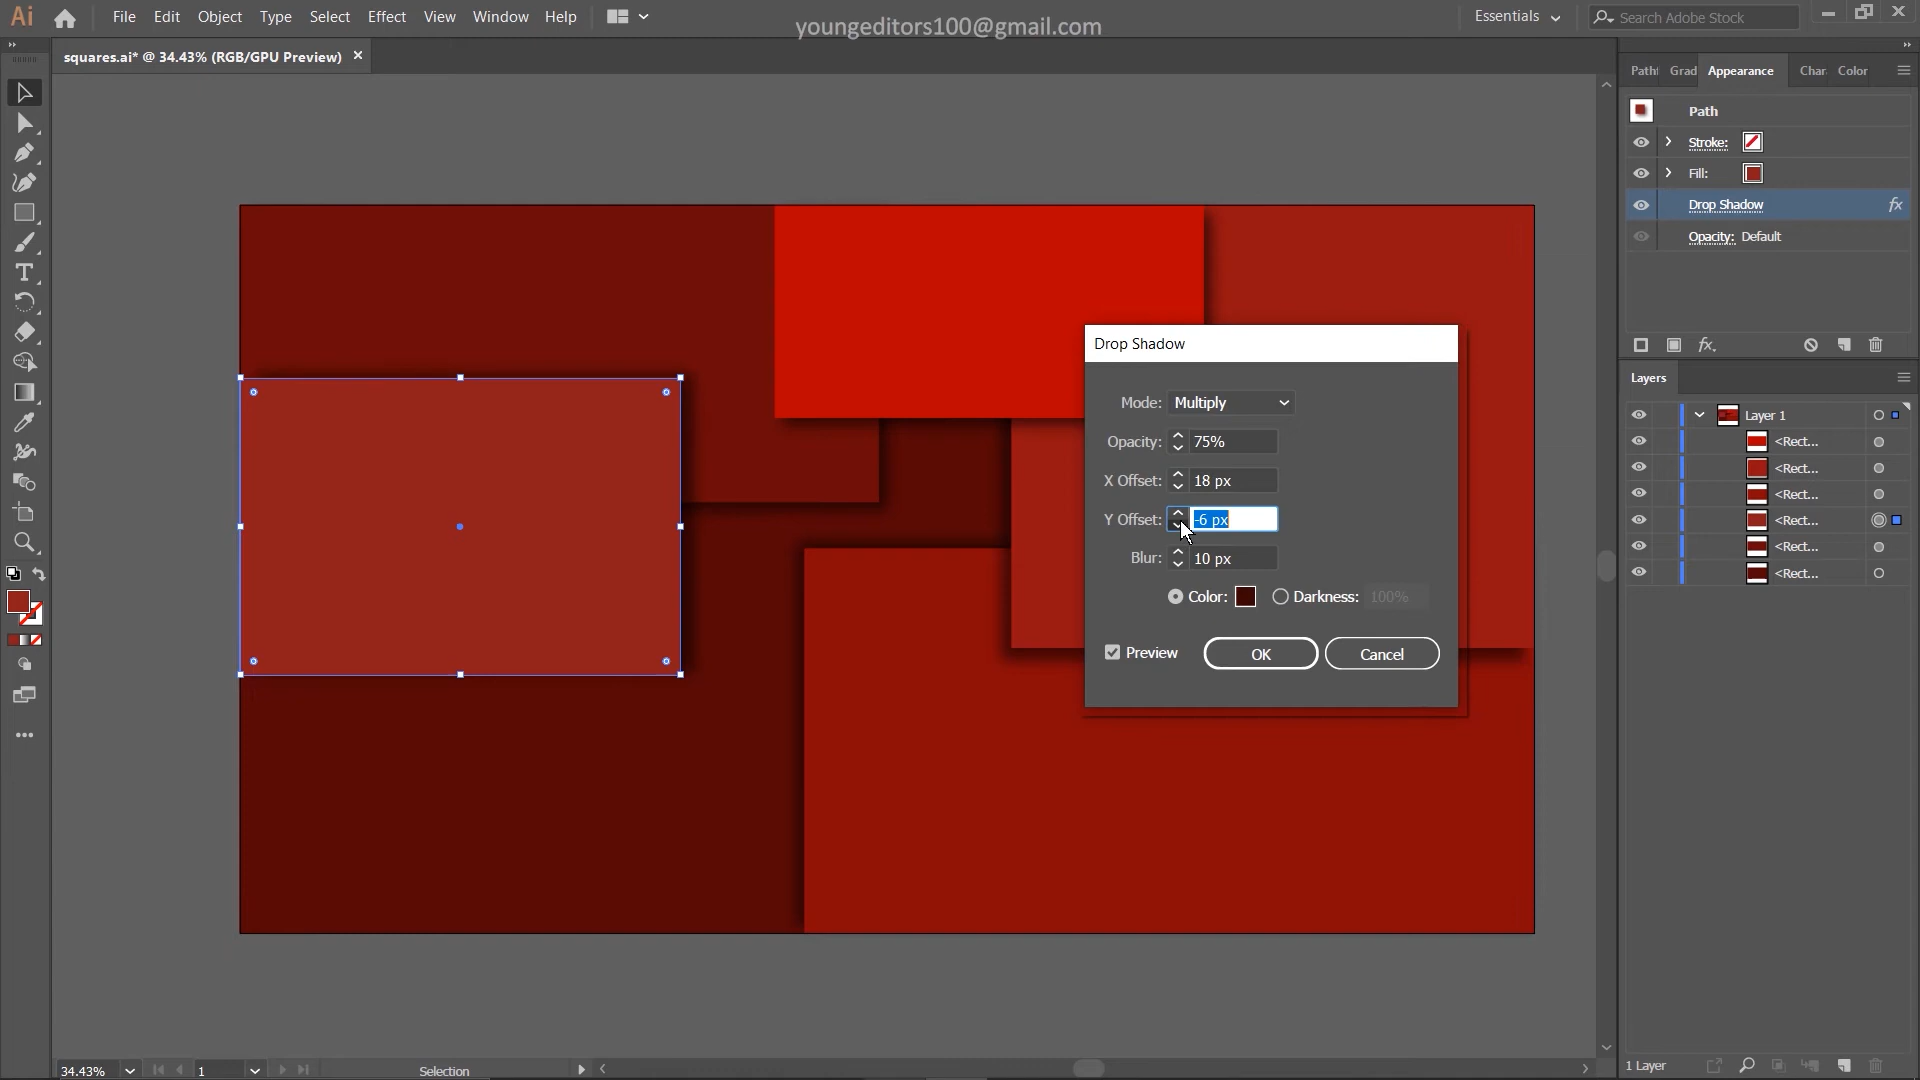 Ai File Edit Object Type Select Effect View Window Help youngeditors100@gmail.com Essentials Search Adobe Stock
squares.ai* @ 34.43% (RGB/GPU Preview) ×
Grad Appearance Char Color
Path
Stroke:
Fill:
Drop Shadow fx
Opacity: Default
fx.
Layers
Layer 1
<Rect...
<Rect...
<Rect...
<Rect...
<Rect...
<Rect...
Drop Shadow
Mode: Multiply
Opacity: 75%
X Offset: 18 px
Y Offset: -6 px
Blur: 10 px
Color: Darkness: 100%
Preview OK Cancel
34.43% 1 Selection
1 Layer